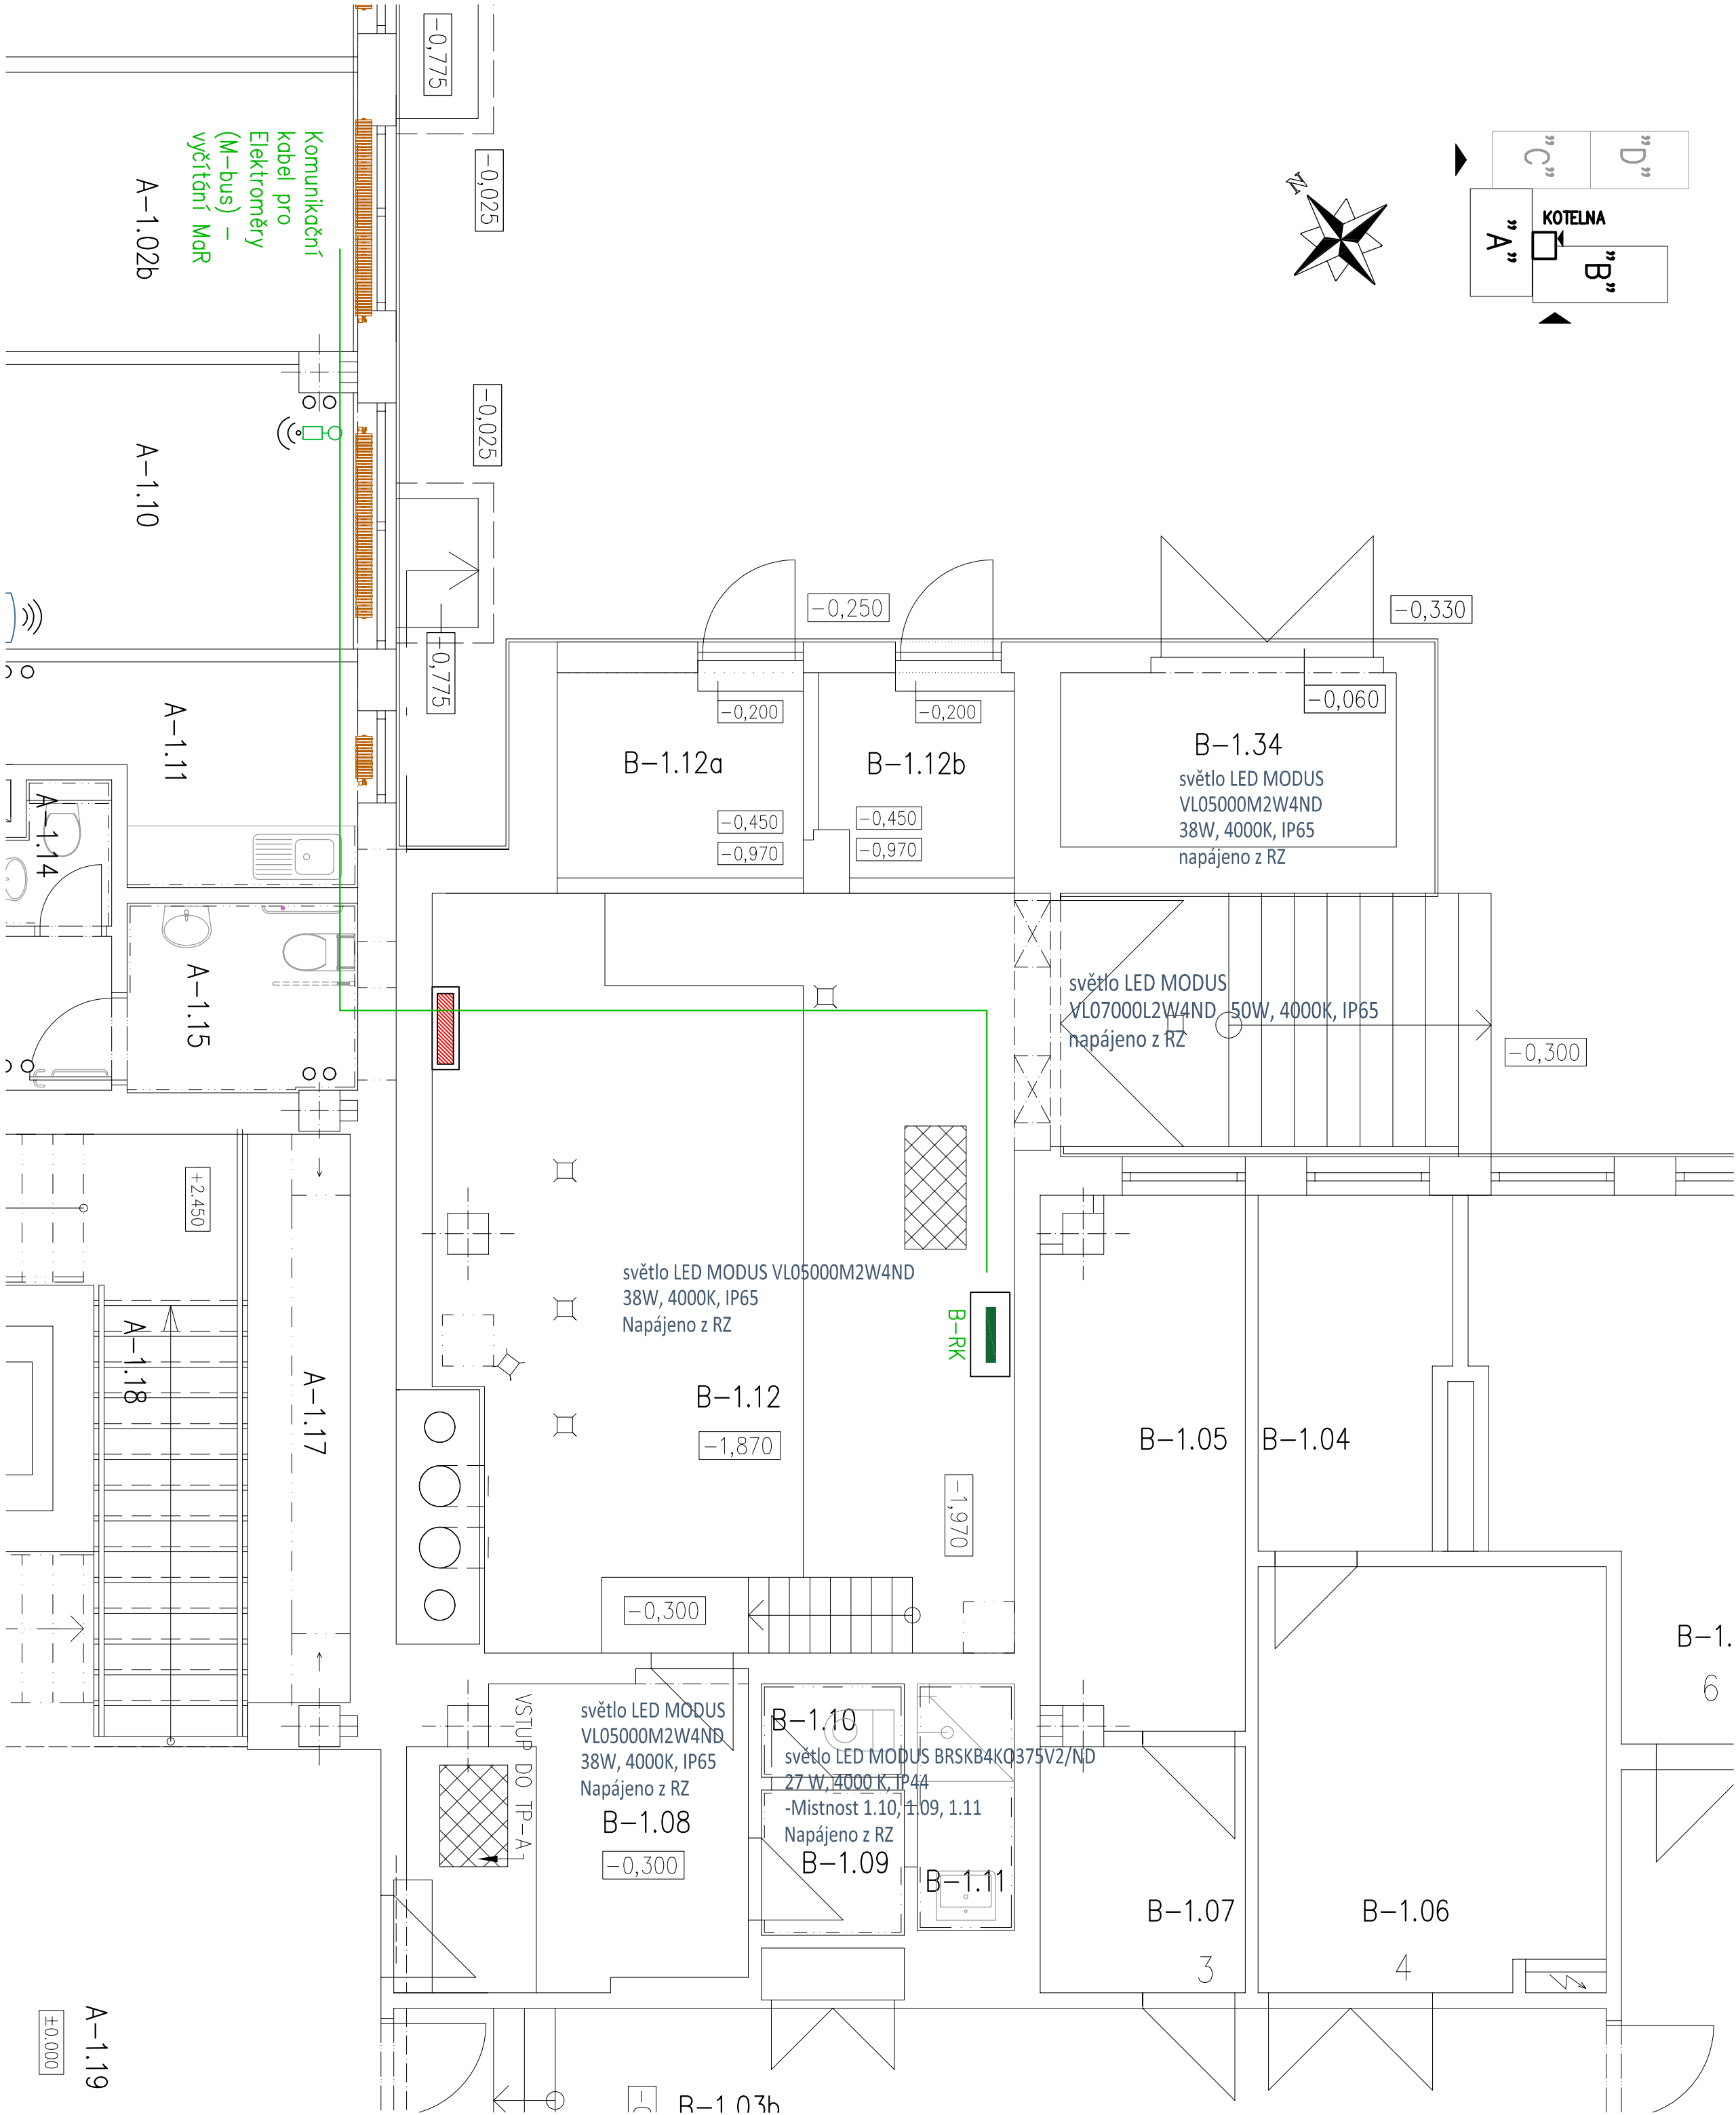 -0,775
"C"
"D"
KOTELNA
"A"
"B"
N
Komunikační
kabel pro
Elektroměry
(M-bus) -
vyčítání MaR
A-1.02b
-0,025
-0,025
A-1.10
-0,250
-0,330
-0,775
-0,060
-0,200
-0,200
A-1.11
B-1.12a
B-1.12b
B-1.34
světlo LED MODUS
VL05000M2W4ND
38W, 4000K, IP65
napájeno z RZ
-0,450
-0,970
-0,450
-0,970
A-1.14
A-1.15
světlo LED MODUS
VL07000L2W4ND 50W, 4000K, IP65
napájeno z RZ
-0,300
+2.450
světlo LED MODUS VL05000M2W4ND
38W, 4000K, IP65
Napájeno z RZ
B-RK
A-1.18
A-1.17
B-1.12
-1,870
B-1.05
B-1.04
-1,970
-0,300
B-1.
6
VSTUP DO TP-A
světlo LED MODUS
VL05000M2W4ND
38W, 4000K, IP65
Napájeno z RZ
B-1.08
-0,300
B-1.10
světlo LED MODUS BRSKB4KO375V2/ND
27 W, 4000 K, IP44
-Mistnost 1.10, 1.09, 1.11
Napájeno z RZ
B-1.09
B-1.11
B-1.07
3
B-1.06
4
A-1.19
±0.000
B-1.03b